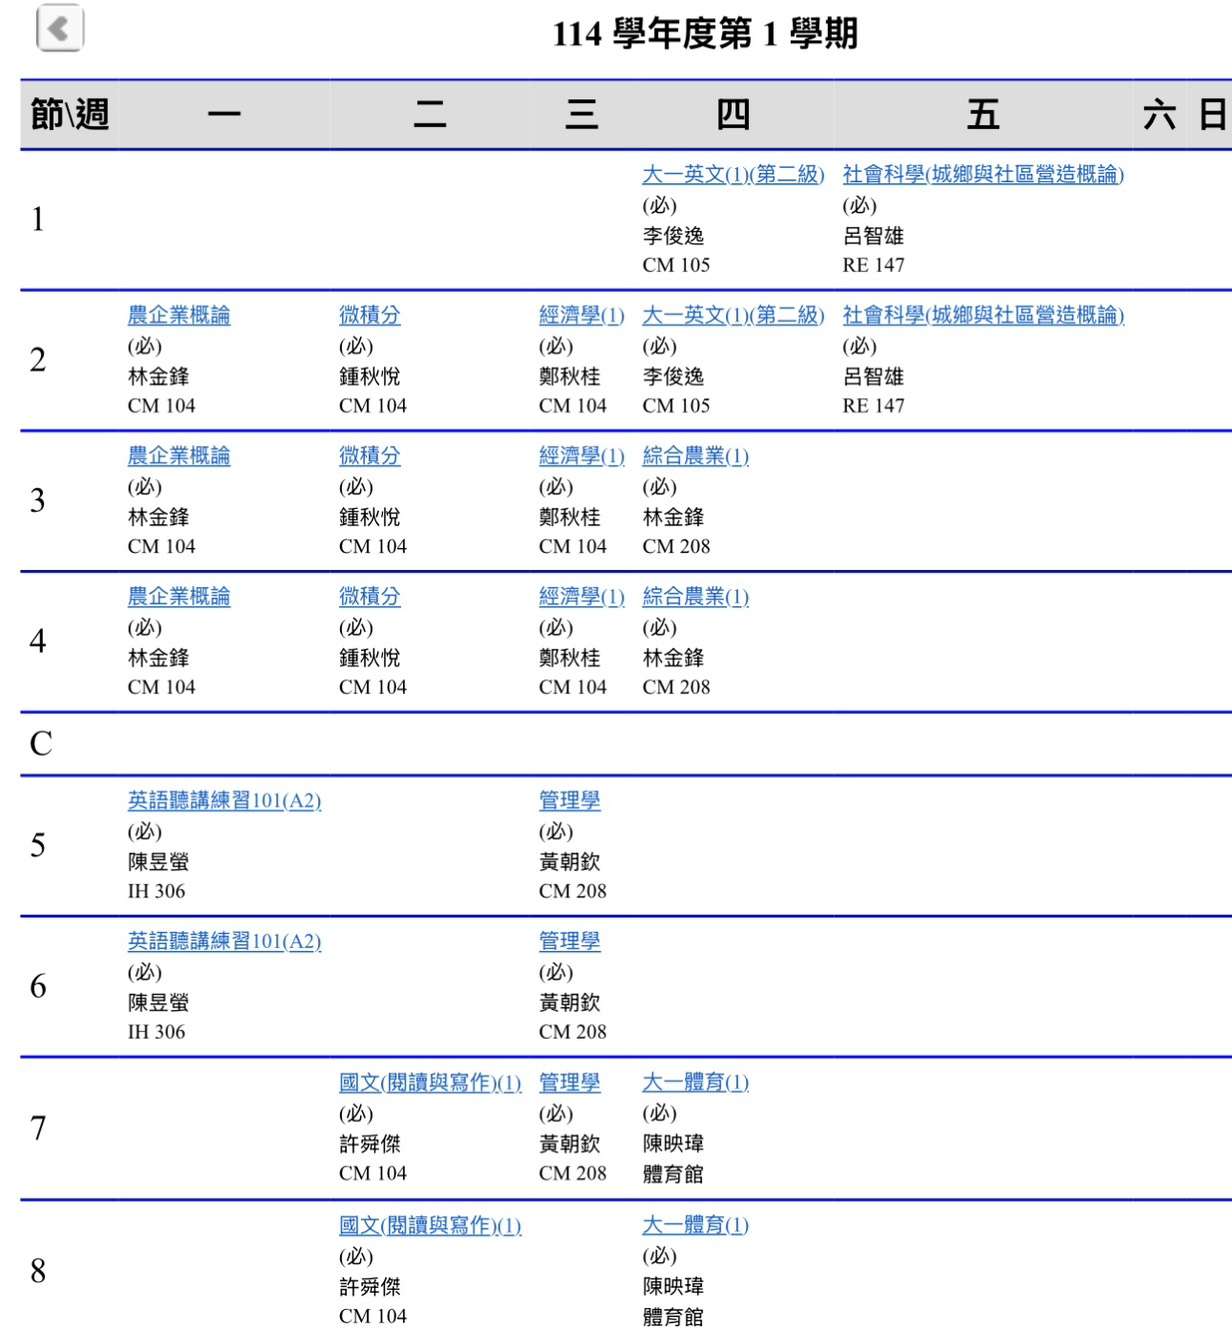 114 學年度第 1 學期
節\週 一 二 三 四 五 六 日
1
大一英文(1)(第二級) 社會科學(城鄉與社區營造概論)
(必) (必)
李俊逸 呂智雄
CM 105 RE 147
2
農企業概論 微積分 經濟學(1) 大一英文(1)(第二級) 社會科學(城鄉與社區營造概論)
(必) (必) (必) (必) (必)
林金鋒 鍾秋悅 鄭秋桂 李俊逸 呂智雄
CM 104 CM 104 CM 104 CM 105 RE 147
3
農企業概論 微積分 經濟學(1) 綜合農業(1)
(必) (必) (必) (必)
林金鋒 鍾秋悅 鄭秋桂 林金鋒
CM 104 CM 104 CM 104 CM 208
4
農企業概論 微積分 經濟學(1) 綜合農業(1)
(必) (必) (必) (必)
林金鋒 鍾秋悅 鄭秋桂 林金鋒
CM 104 CM 104 CM 104 CM 208
C
5
英語聽講練習101(A2) 管理學
(必) (必)
陳昱螢 黃朝欽
IH 306 CM 208
6
英語聽講練習101(A2) 管理學
(必) (必)
陳昱螢 黃朝欽
IH 306 CM 208
7
國文(閱讀與寫作)(1) 管理學 大一體育(1)
(必) (必) (必)
許舜傑 黃朝欽 陳映瑋
CM 104 CM 208 體育館
8
國文(閱讀與寫作)(1) 大一體育(1)
(必) (必)
許舜傑 陳映瑋
CM 104 體育館